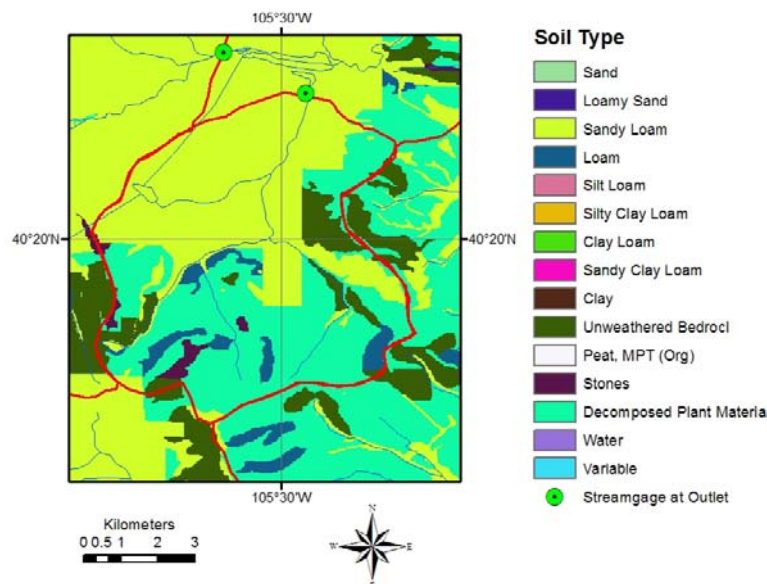 105°30'W
Soil Type
Sand
Loamy Sand
Sandy Loam
Loam
Silt Loam
Silty Clay Loam
40°20'N
40°20'N
Clay Loam
Sandy Clay Loam
Clay
Unweathered Bedrocl
Peat, MPT (Org)
Stones
Decomposed Plant Materia
Water
Variable
105°30'W
Streamgage at Outlet
Kilometers
0 0.5 1 2 3
N
W E
S